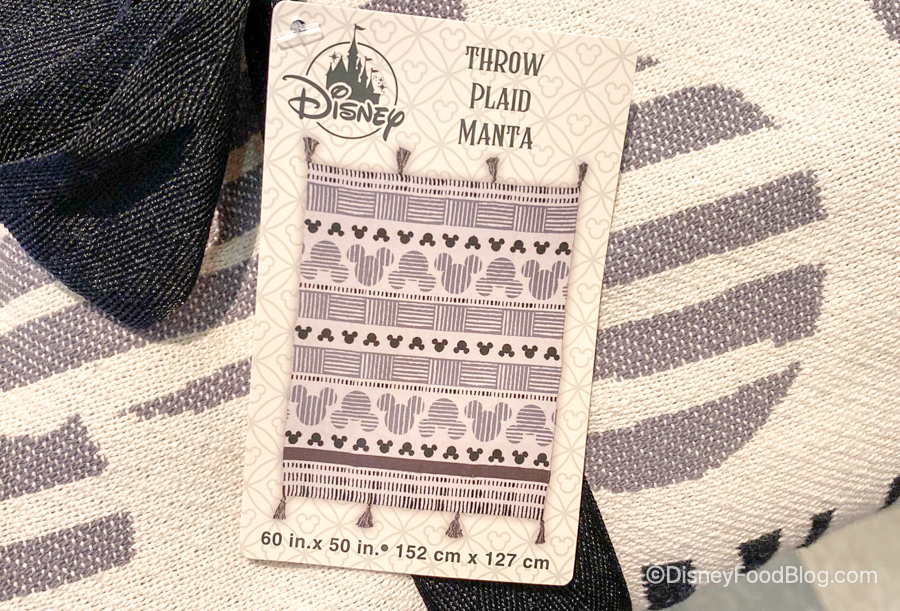 Disney
THROW
PLAID
MANTA
60 in.x 50 in.• 152 cm x 127 cm
©DisneyFoodBlog.com